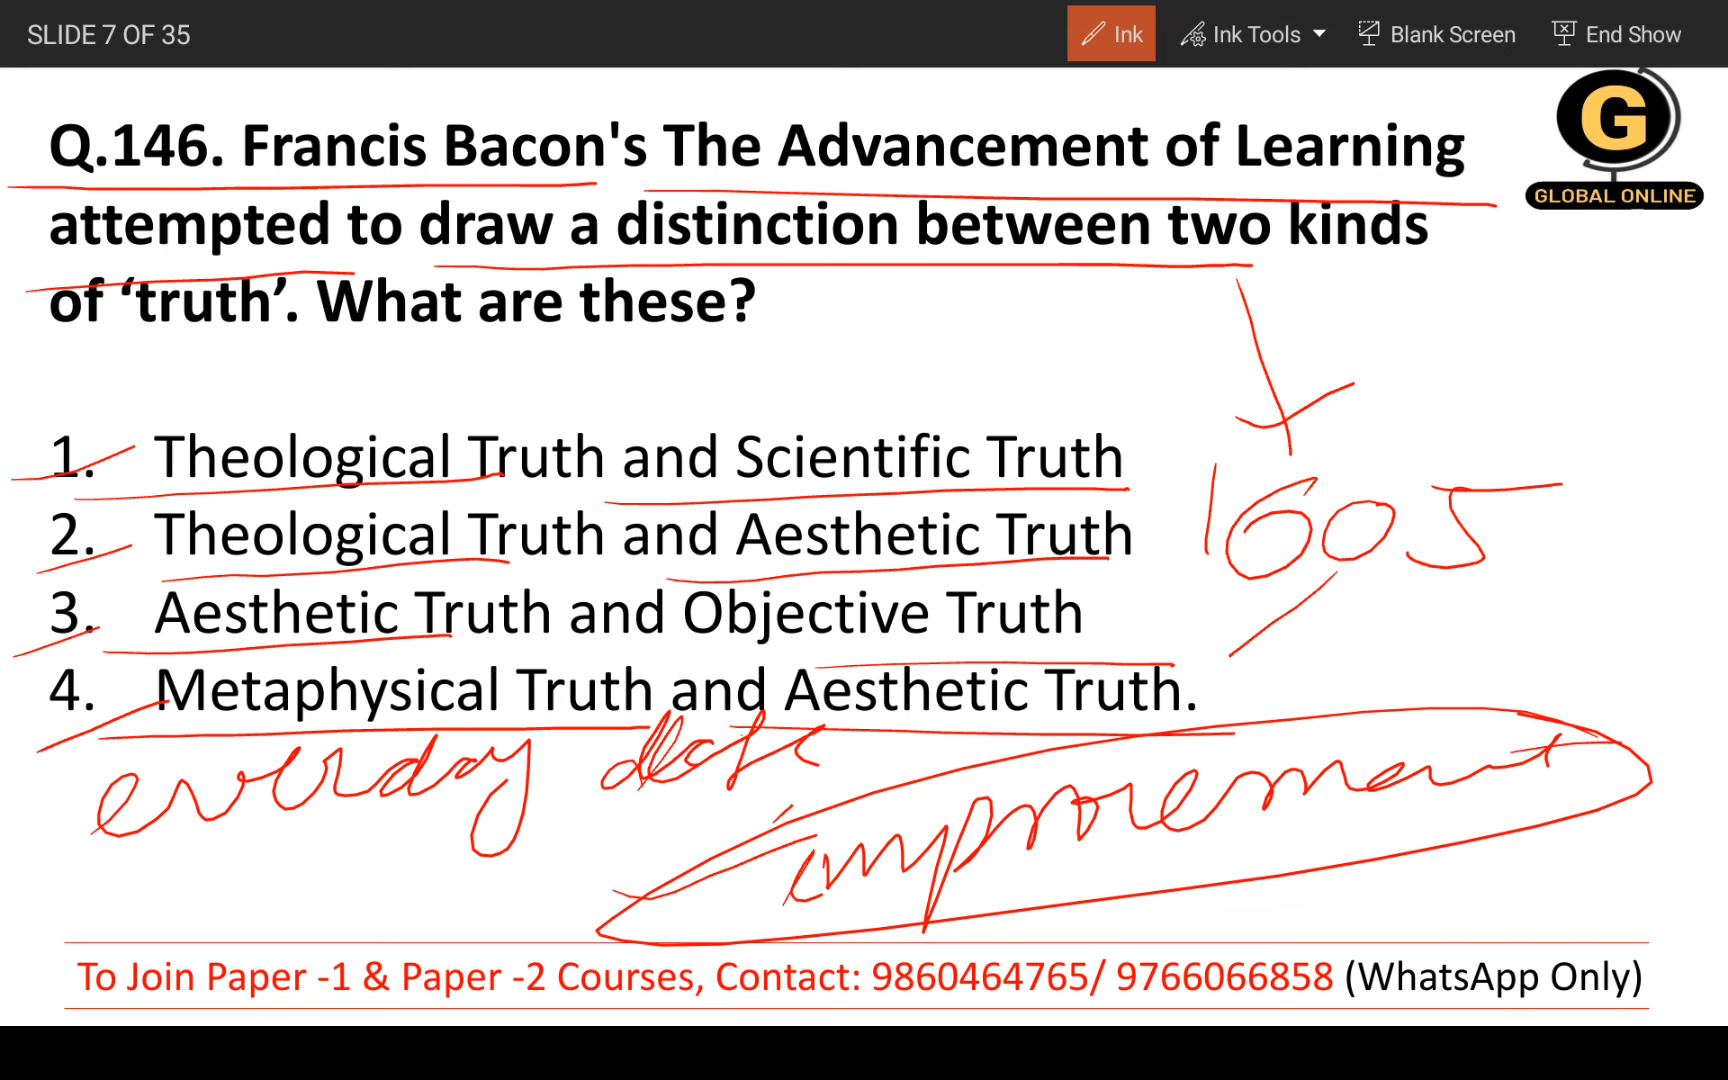 SLIDE 7 OF 35 Ink Ink Tools Blank Screen End Show
G
GLOBAL ONLINE
Q.146. Francis Bacon's The Advancement of Learning
attempted to draw a distinction between two kinds
of ‘truth’. What are these?
1. Theological Truth and Scientific Truth
2. Theological Truth and Aesthetic Truth
1605
3. Aesthetic Truth and Objective Truth
4. Metaphysical Truth and Aesthetic Truth.
everyday
improvement
To Join Paper -1 & Paper -2 Courses, Contact: 9860464765/ 9766066858 (WhatsApp Only)